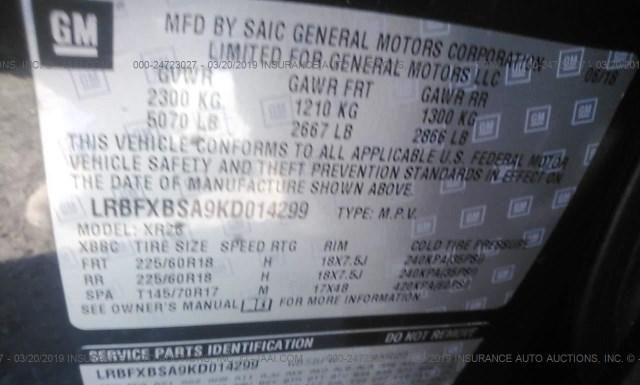 GM
MFD BY SAIC GENERAL MOTORS CORPORATION
LIMITED FOR GENERAL MOTORS LLC
000-24723027 - 03/20/2019
06/18
GVWR GAWR FRT GAWR RR
2300 KG 1210 KG 1300 KG
5070 LB 2667 LB 2866 LB
THIS VEHICLE CONFORMS TO ALL APPLICABLE U.S. FEDERAL MOTOR
VEHICLE SAFETY AND THEFT PREVENTION STANDARDS IN EFFECT ON
THE DATE OF MANUFACTURE SHOWN ABOVE.
LRBFXBSA9KD014299 TYPE: M.P.V.
MODEL:
TIRE SIZE SPEED RTG RIM COLD TIRE PRESSURE
FRT 225/60R18 H 18X7.5J 240KPA/35PSI
RR 225/60R18 H 18X7.5J 240KPA/35PSI
SPA T145/70R17 M 17X4B 420KPA/60PSI
SEE OWNER'S MANUAL FOR MORE INFORMATION
SERVICE PARTS IDENTIFICATION DO NOT REMOVE
- 03/20/2019 © INSURANCE AUTO AUCTIONS, INC.
LRBFXBSA9KD014299